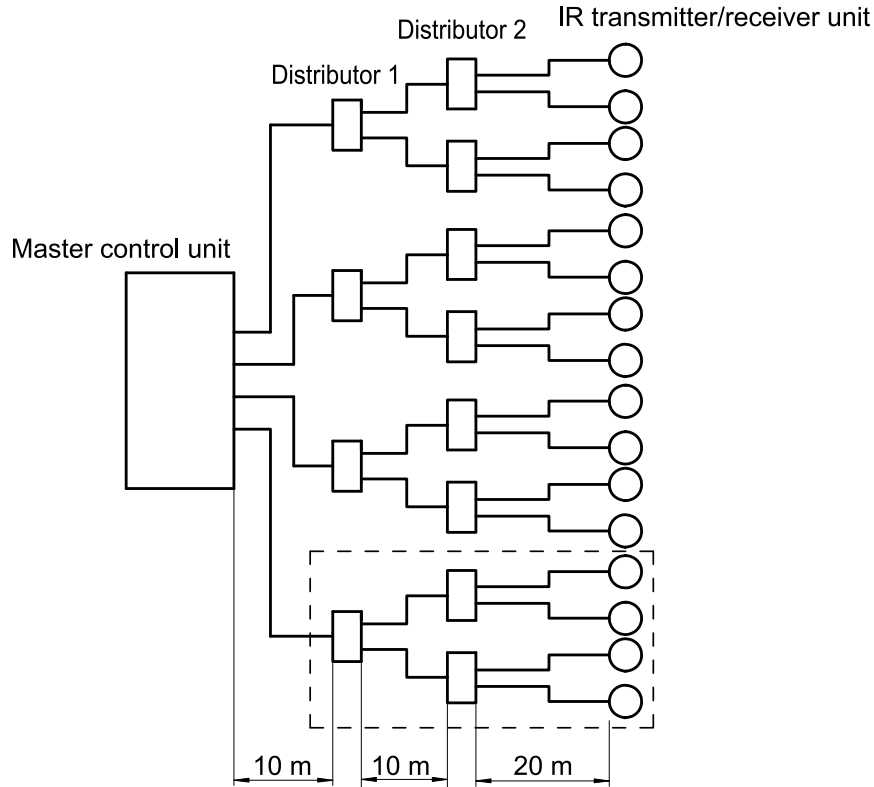 IR transmitter/receiver unit
Distributor 2
Distributor 1
Master control unit
10 m
10 m
20 m